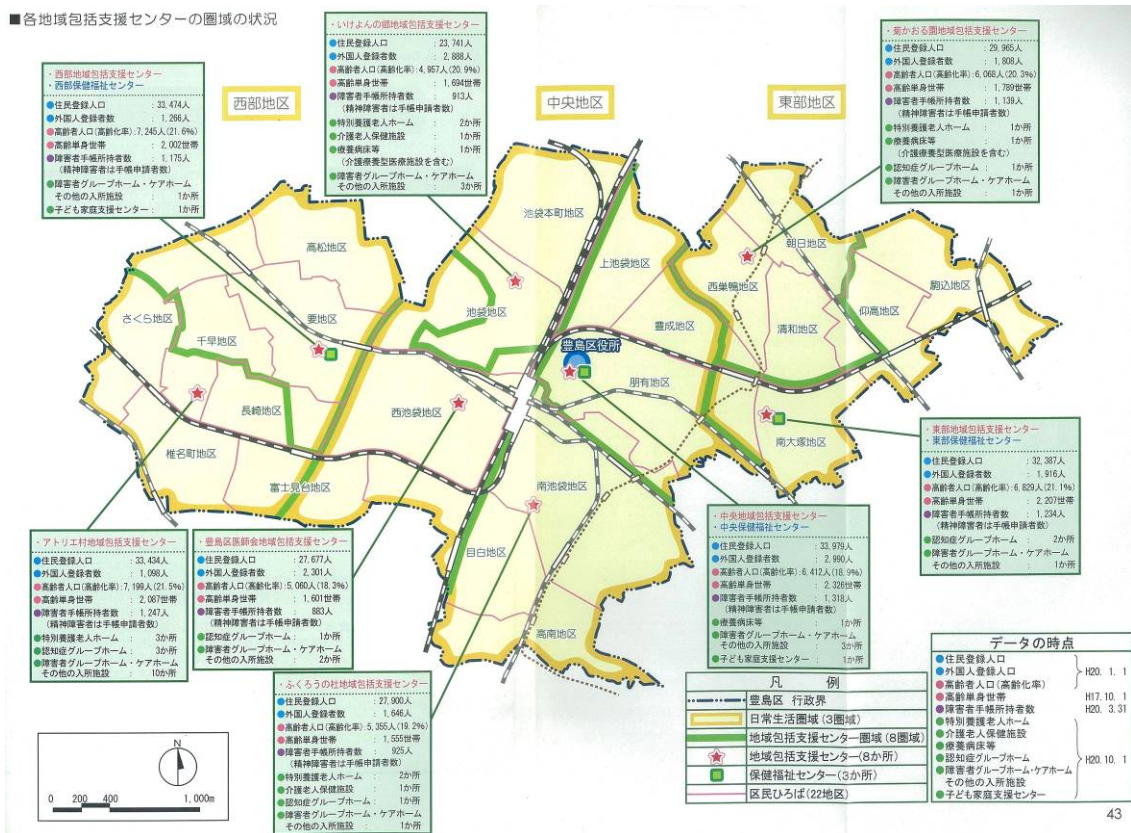 ■各地域包括支援センターの圏域の状況
・西部地域包括支援センター
・西部保健福祉センター
●住民登録人口 : 33,474人
●外国人登録者数 : 1,266人
●高齢者人口(高齢化率):7,245人(21.6%)
●高齢単身世帯 : 2,002世帯
●障害者手帳所持者数 : 1,175人
(精神障害者は手帳申請者数)
●障害者グループホーム・ケアホーム
その他の入所施設 : 1か所
●子ども家庭支援センター : 1か所
・いけよんの郷地域包括支援センター
●住民登録人口 : 23,741人
●外国人登録者数 : 2,888人
●高齢者人口(高齢化率):4,957人(20.9%)
●高齢単身世帯 : 1,694世帯
●障害者手帳所持者数 : 913人
(精神障害者は手帳申請者数)
●特別養護老人ホーム : 2か所
●介護老人保健施設 : 1か所
●療養病床等 : 1か所
(介護療養型医療施設を含む)
●障害者グループホーム・ケアホーム
その他の入所施設 : 3か所
・菊かおる園地域包括支援センター
●住民登録人口 : 29,965人
●外国人登録者数 : 1,808人
●高齢者人口(高齢化率):6,068人(20.3%)
●高齢単身世帯 : 1,789世帯
●障害者手帳所持者数 : 1,139人
(精神障害者は手帳申請者数)
●特別養護老人ホーム : 1か所
●療養病床等 : 1か所
(介護療養型医療施設を含む)
●認知症グループホーム : 1か所
●障害者グループホーム・ケアホーム
その他の入所施設 : 1か所
西部地区
中央地区
東部地区
池袋本町地区
高松地区
上池袋地区
朝日地区
西巣鴨地区
駒込地区
さくら地区
要地区
池袋地区
仰高地区
千早地区
豊成地区
清和地区
豊島区役所
朋有地区
長崎地区
西池袋地区
南大塚地区
椎名町地区
富士見台地区
南池袋地区
目白地区
高南地区
・東部地域包括支援センター
・東部保健福祉センター
●住民登録人口 : 32,387人
●外国人登録者数 : 1,916人
●高齢者人口(高齢化率):6,829人(21.1%)
●高齢単身世帯 : 2,207世帯
●障害者手帳所持者数 : 1,234人
(精神障害者は手帳申請者数)
●認知症グループホーム : 2か所
●障害者グループホーム・ケアホーム
その他の入所施設 : 1か所
・アトリエ村地域包括支援センター
●住民登録人口 : 33,434人
●外国人登録者数 : 1,098人
●高齢者人口(高齢化率):7,199人(21.5%)
●高齢単身世帯 : 2,087世帯
●障害者手帳所持者数 : 1,247人
(精神障害者は手帳申請者数)
●特別養護老人ホーム : 3か所
●認知症グループホーム : 3か所
●障害者グループホーム・ケアホーム
その他の入所施設 : 10か所
・豊島区医師会地域包括支援センター
●住民登録人口 : 27,677人
●外国人登録者数 : 2,301人
●高齢者人口(高齢化率):5,060人(18.3%)
●高齢単身世帯 : 1,601世帯
●障害者手帳所持者数 : 883人
(精神障害者は手帳申請者数)
●認知症グループホーム : 1か所
●障害者グループホーム・ケアホーム
その他の入所施設 : 2か所
・中央地域包括支援センター
・中央保健福祉センター
●住民登録人口 : 33,979人
●外国人登録者数 : 2,990人
●高齢者人口(高齢化率):6,412人(18.9%)
●高齢単身世帯 : 2,326世帯
●障害者手帳所持者数 : 1,318人
(精神障害者は手帳申請者数)
●療養病床等 : 1か所
●障害者グループホーム・ケアホーム
その他の入所施設 : 3か所
●子ども家庭支援センター : 1か所
・ふくろうの杜地域包括支援センター
●住民登録人口 : 27,900人
●外国人登録者数 : 1,646人
●高齢者人口(高齢化率):5,355人(19.2%)
●高齢単身世帯 : 1,555世帯
●障害者手帳所持者数 : 925人
(精神障害者は手帳申請者数)
●特別養護老人ホーム : 2か所
●介護老人保健施設 : 1か所
●認知症グループホーム : 1か所
●障害者グループホーム・ケアホーム
その他の入所施設 : 1か所
凡 例
豊島区 行政界
日常生活圏域(3圏域)
地域包括支援センター圏域(8圏域)
地域包括支援センター(8か所)
保健福祉センター(3か所)
区民ひろば(22地区)
データの時点
●住民登録人口
●外国人登録人口
●高齢者人口(高齢化率)
H20. 1. 1
●高齢単身世帯 H17.10. 1
●障害者手帳所持者数 H20. 3.31
●特別養護老人ホーム
●介護老人保健施設
●療養病床等
●認知症グループホーム
●障害者グループホーム・ケアホーム
その他の入所施設
●子ども家庭支援センター
H20.10. 1
N
0 200 400 1,000m
43